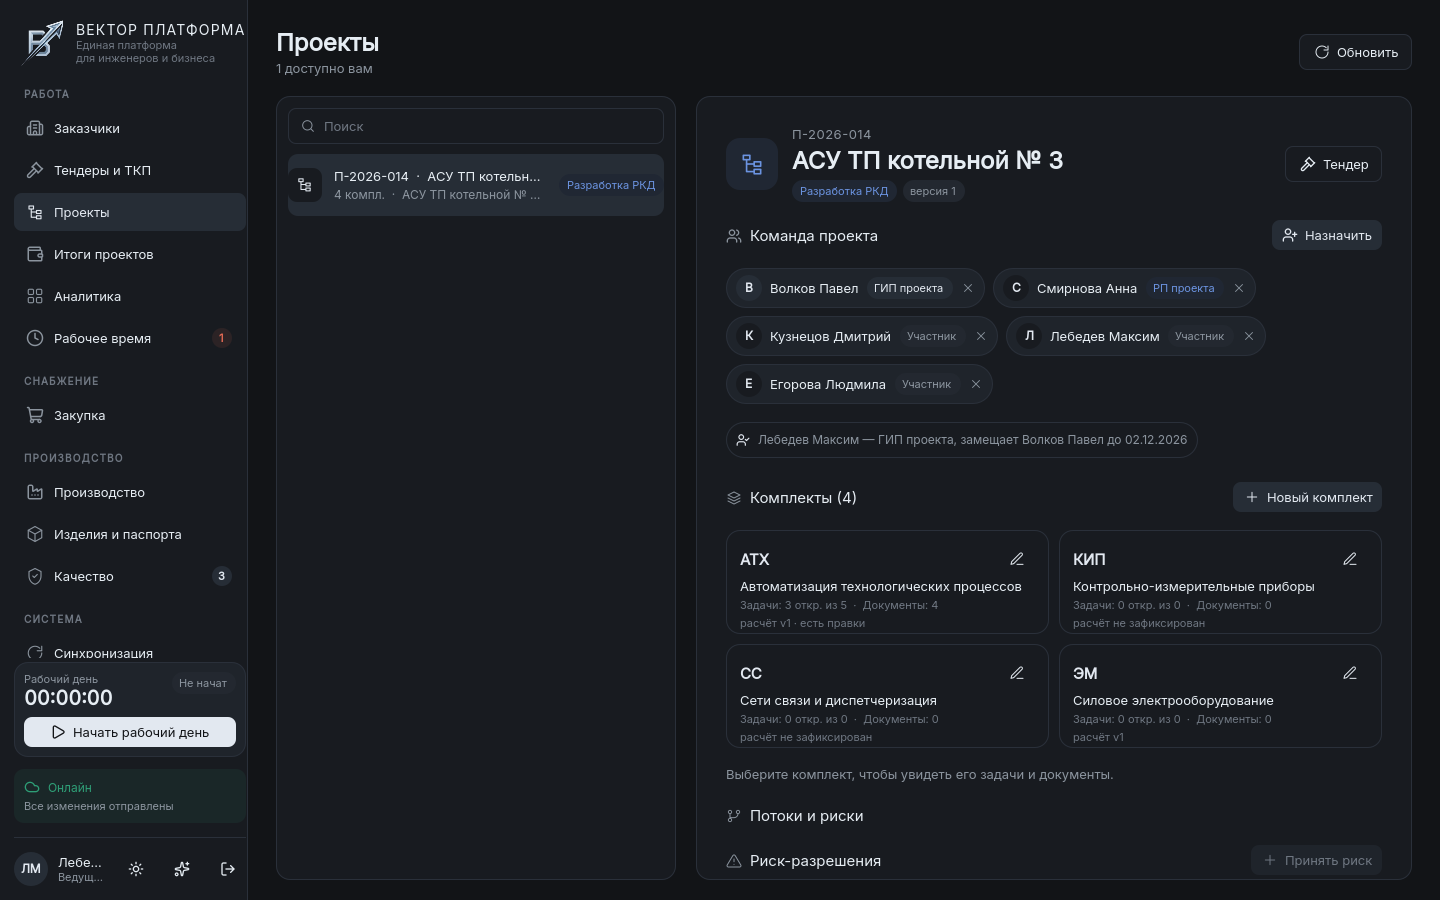 ВЕКТОР ПЛАТФОРМА
Единая платформа
для инженеров и бизнеса
РАБОТА
Заказчики
Тендеры и ТКП
Проекты
Итоги проектов
Аналитика
Рабочее время 1
СНАБЖЕНИЕ
Закупка
ПРОИЗВОДСТВО
Производство
Изделия и паспорта
Качество 3
СИСТЕМА
Синхронизация
Рабочий день
Не начат
00:00:00
Начать рабочий день
Онлайн
Все изменения отправлены
ЛМ
Лебе...
Ведущ...
Проекты
1 доступно вам
Обновить
Поиск
П-2026-014 · АСУ ТП котельн...
4 компл. · АСУ ТП котельной № ...
Разработка РКД
П-2026-014
АСУ ТП котельной № 3
Разработка РКД
версия 1
Тендер
Команда проекта
Назначить
В Волков Павел ГИП проекта
С Смирнова Анна РП проекта
К Кузнецов Дмитрий Участник
Л Лебедев Максим Участник
Е Егорова Людмила Участник
Лебедев Максим — ГИП проекта, замещает Волков Павел до 02.12.2026
Комплекты (4)
Новый комплект
АТХ
Автоматизация технологических процессов
Задачи: 3 откр. из 5 · Документы: 4
расчёт v1 · есть правки
КИП
Контрольно-измерительные приборы
Задачи: 0 откр. из 0 · Документы: 0
расчёт не зафиксирован
СС
Сети связи и диспетчеризация
Задачи: 0 откр. из 0 · Документы: 0
расчёт не зафиксирован
ЭМ
Силовое электрооборудование
Задачи: 0 откр. из 0 · Документы: 0
расчёт v1
Выберите комплект, чтобы увидеть его задачи и документы.
Потоки и риски
Риск-разрешения
Принять риск